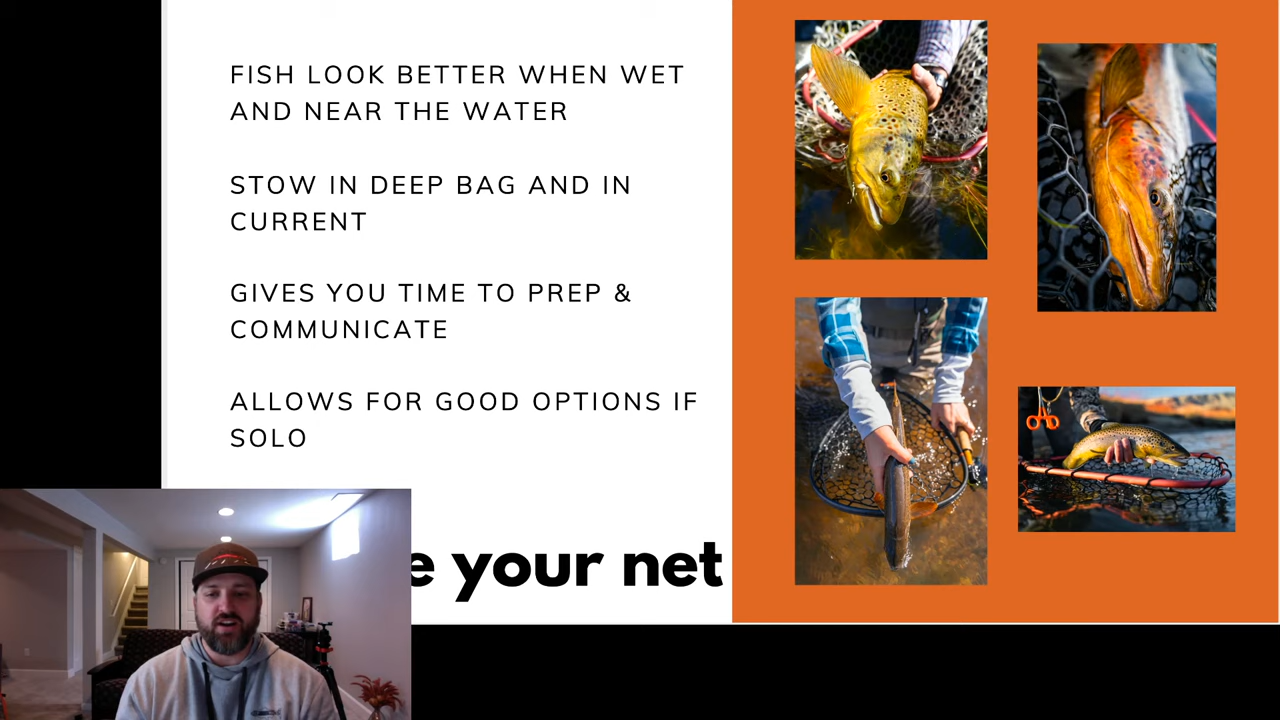 FISH LOOK BETTER WHEN WET
AND NEAR THE WATER
STOW IN DEEP BAG AND IN
CURRENT
GIVES YOU TIME TO PREP &
COMMUNICATE
ALLOWS FOR GOOD OPTIONS IF
SOLO
e your net